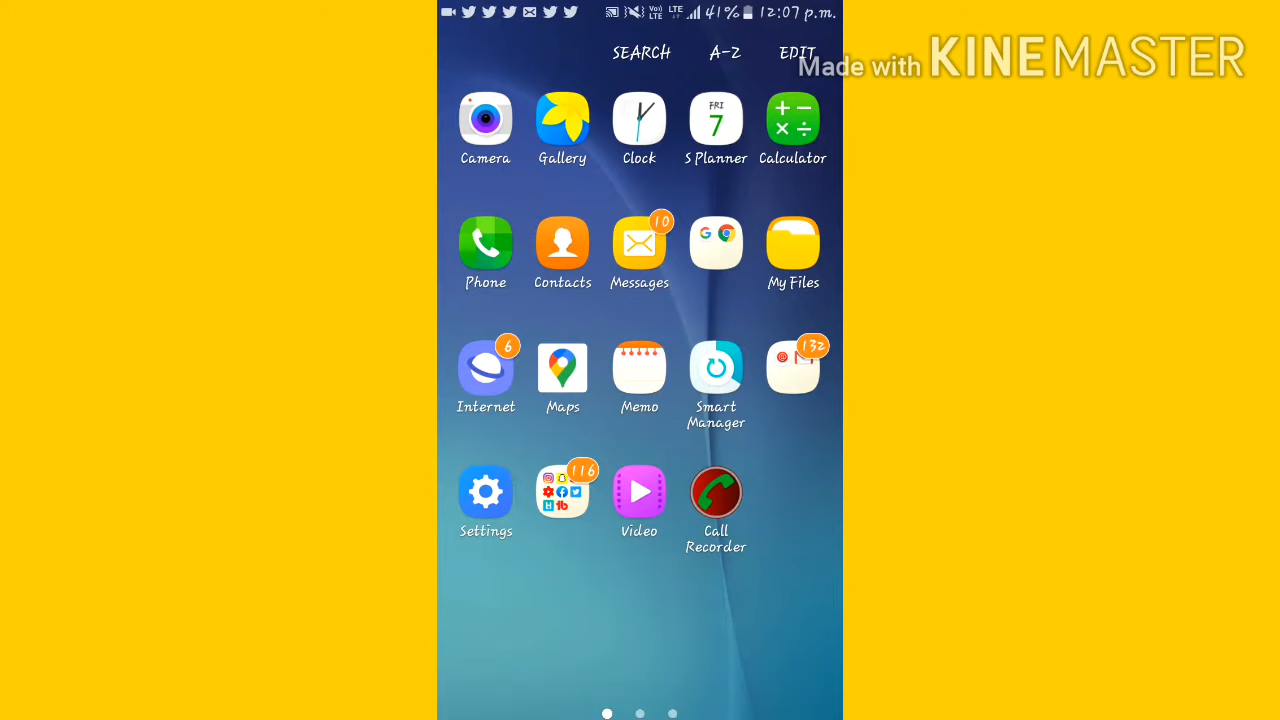 41% 12:07 p.m.
SEARCH A-Z EDIT
Made with KINEMASTER
FRI
7
Camera Gallery Clock S Planner Calculator
10
Phone Contacts Messages My Files
6
132
Internet Maps Memo Smart Manager
116
Settings Video Call Recorder